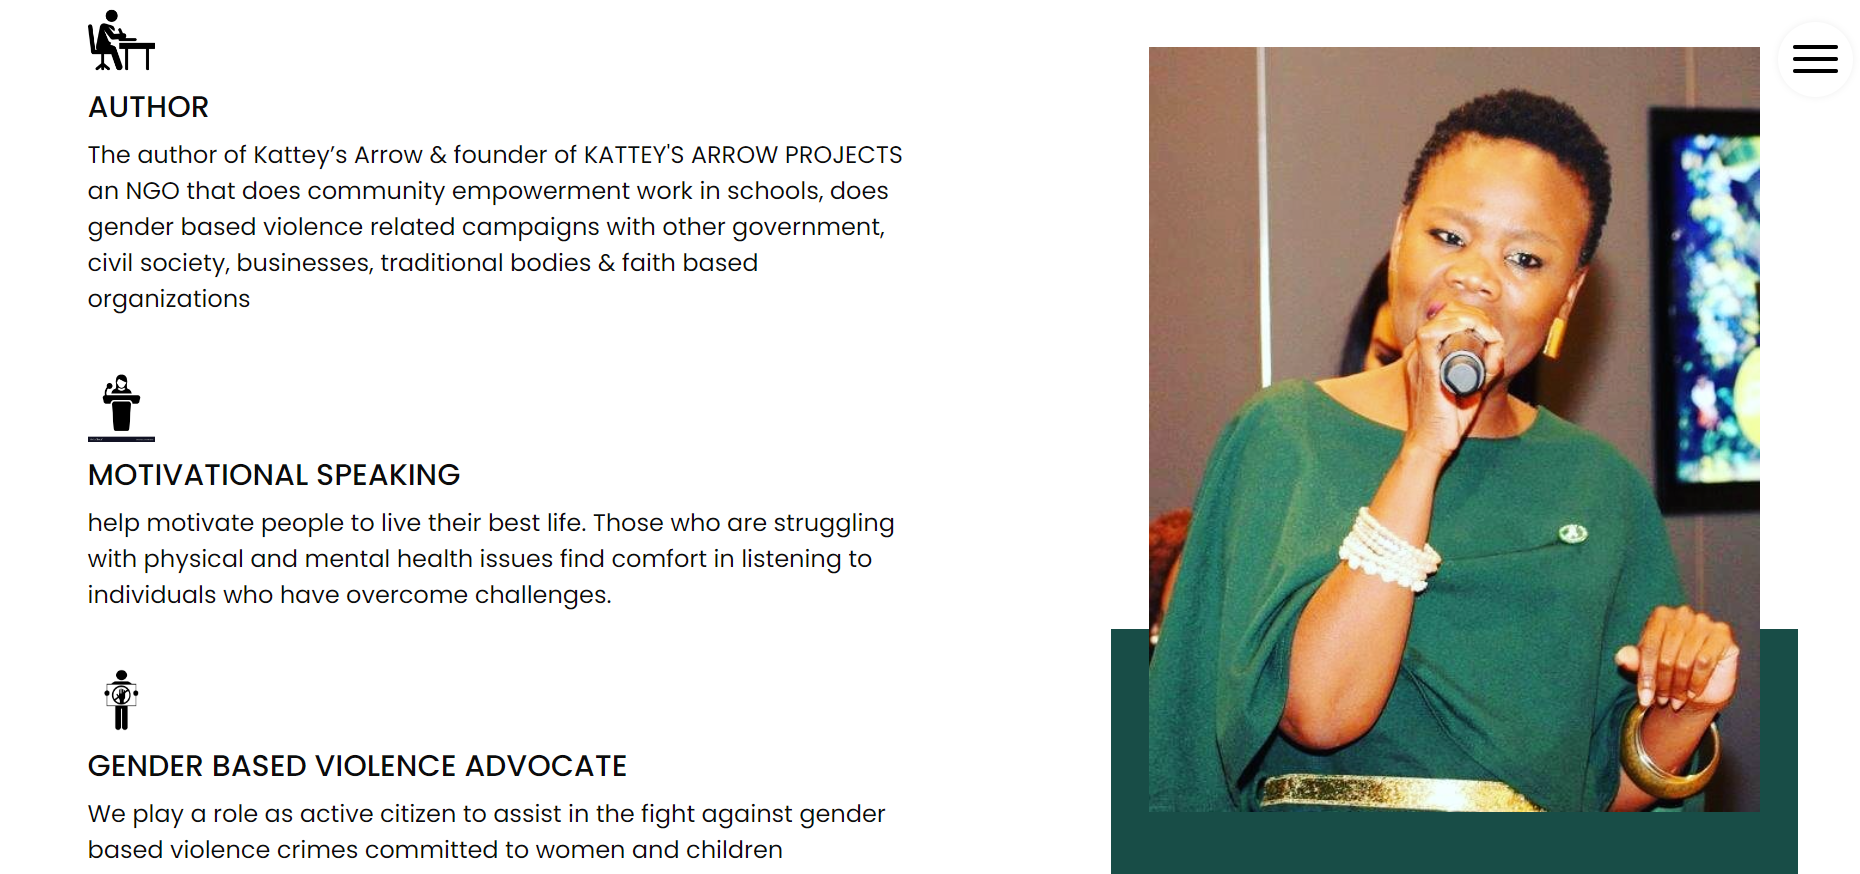 AUTHOR
The author of Kattey’s Arrow & founder of KATTEY'S ARROW PROJECTS
an NGO that does community empowerment work in schools, does
gender based violence related campaigns with other government,
civil society, businesses, traditional bodies & faith based
organizations
MOTIVATIONAL SPEAKING
help motivate people to live their best life. Those who are struggling
with physical and mental health issues find comfort in listening to
individuals who have overcome challenges.
GENDER BASED VIOLENCE ADVOCATE
We play a role as active citizen to assist in the fight against gender
based violence crimes committed to women and children